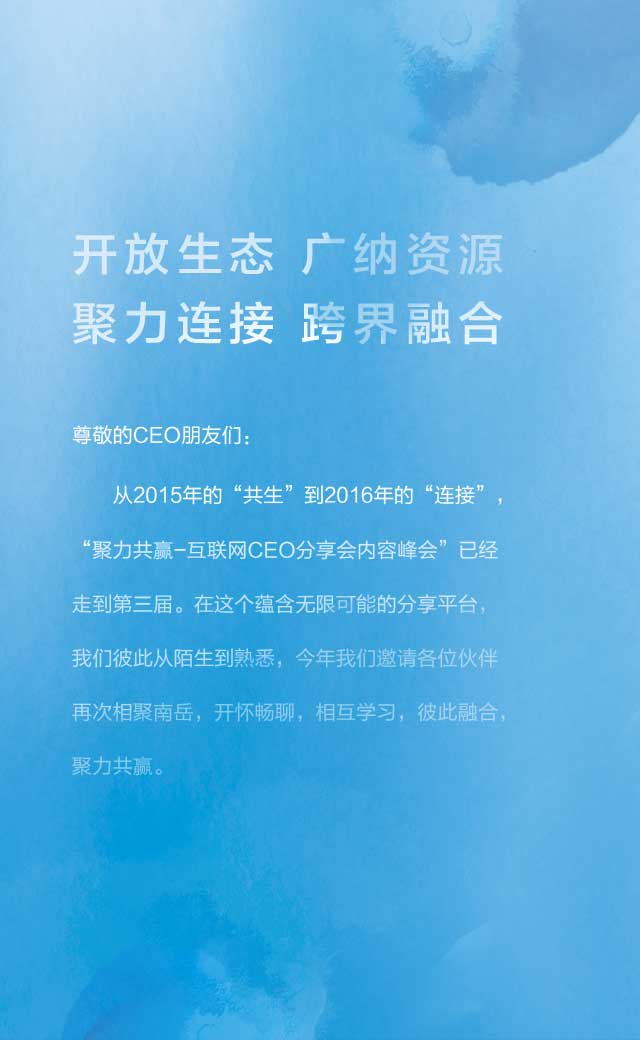 开放生态 广纳资源
聚力连接 跨界融合
尊敬的CEO朋友们：
从2015年的“共生”到2016年的“连接”，
“聚力共赢-互联网CEO分享会内容峰会”已经
走到第三届。在这个蕴含无限可能的分享平台，
我们彼此从陌生到熟悉，今年我们邀请各位伙伴
再次相聚南岳，开怀畅聊，相互学习，彼此融合，
聚力共赢。